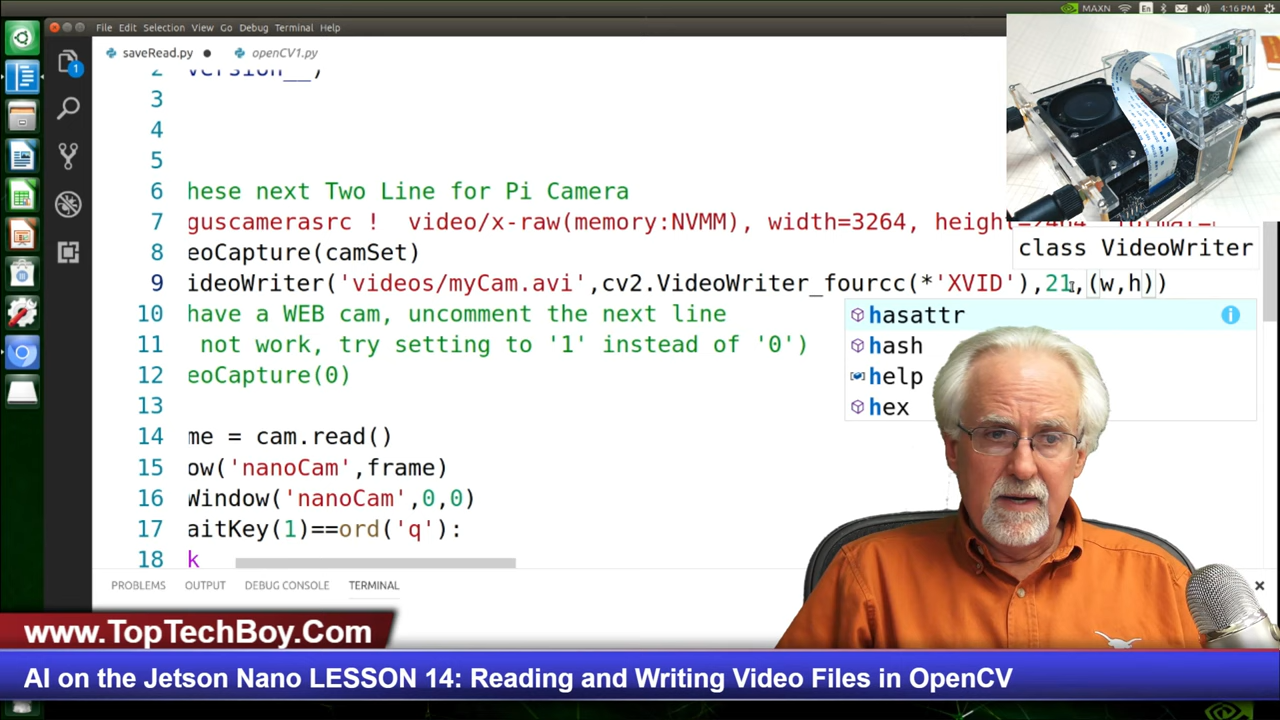 MAXN En 4:16 PM
File Edit Selection View Go Debug Terminal Help
saveRead.py openCV1.py
2 version__)
3
4
5
6 hese next Two Line for Pi Camera
7 guscamerasrc ! video/x-raw(memory:NVMM), width=3264, height=2464
class VideoWriter
8 eoCapture(camSet)
9 ideoWriter('videos/myCam.avi',cv2.VideoWriter_fourcc(*'XVID'),21,(w,h))
10 have a WEB cam, uncomment the next line
hasattr
11 not work, try setting to '1' instead of '0')
hash
12 eoCapture(0)
help
13
hex
14 me = cam.read()
15 ow('nanoCam',frame)
16 Window('nanoCam',0,0)
17 aitKey(1)==ord('q'):
18 k
PROBLEMS OUTPUT DEBUG CONSOLE TERMINAL
www.TopTechBoy.Com
AI on the Jetson Nano LESSON 14: Reading and Writing Video Files in OpenCV